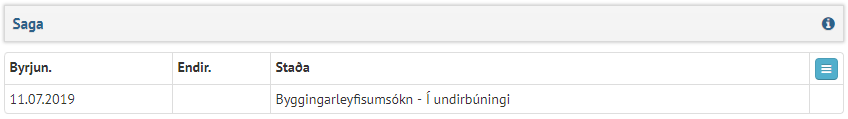 Saga
Byrjun. Endir. Staða
11.07.2019 Byggingarleyfisumsókn - Í undirbúningi